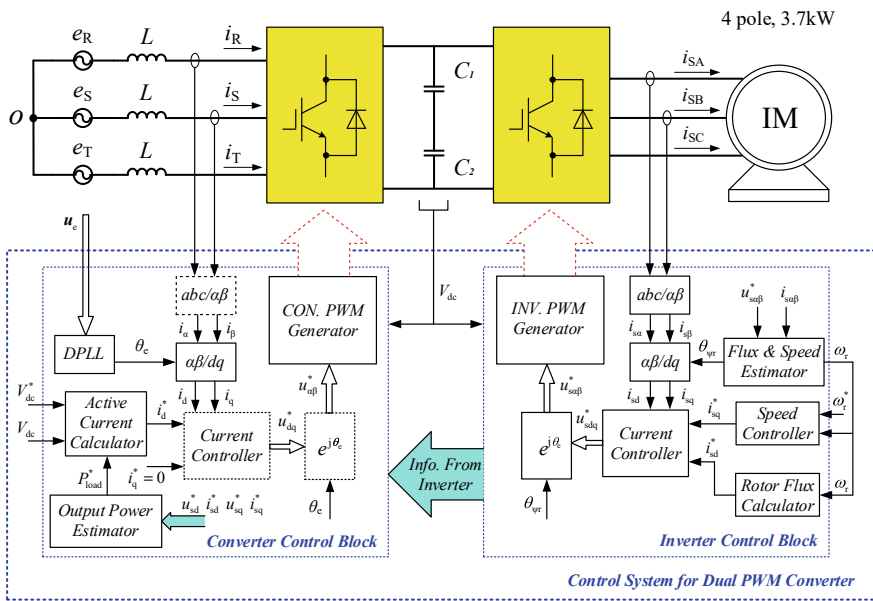 4 pole, 3.7kW
e_R L i_R
e_S L i_S
O
e_T L i_T
C_1
C_2
i_SA
i_SB
i_SC
IM
u_e
V_dc
abc/αβ
i_α i_β
DPLL
θ_e
αβ/dq
i_d i_q
CON. PWM
Generator
u*_αβ
V*_dc
V_dc
Active
Current
Calculator
i*_d
Current
Controller
u*_dq
e^jθ_e
θ_e
P*_load
i*_q = 0
Output Power
Estimator
u*_sd i*_sd u*_sq i*_sq
Converter Control Block
Info. From
Inverter
INV. PWM
Generator
u*_sαβ
e^jθ_e
θ_ψr
u*_sdq
abc/αβ
i_sα i_sβ
αβ/dq
θ_ψr
i_sd i_sq
Current
Controller
u*_sαβ i_sαβ
Flux & Speed
Estimator
ω_r
i*_sq
Speed
Controller
ω*_r
i*_sd
Rotor Flux
Calculator
ω_r
Inverter Control Block
Control System for Dual PWM Converter